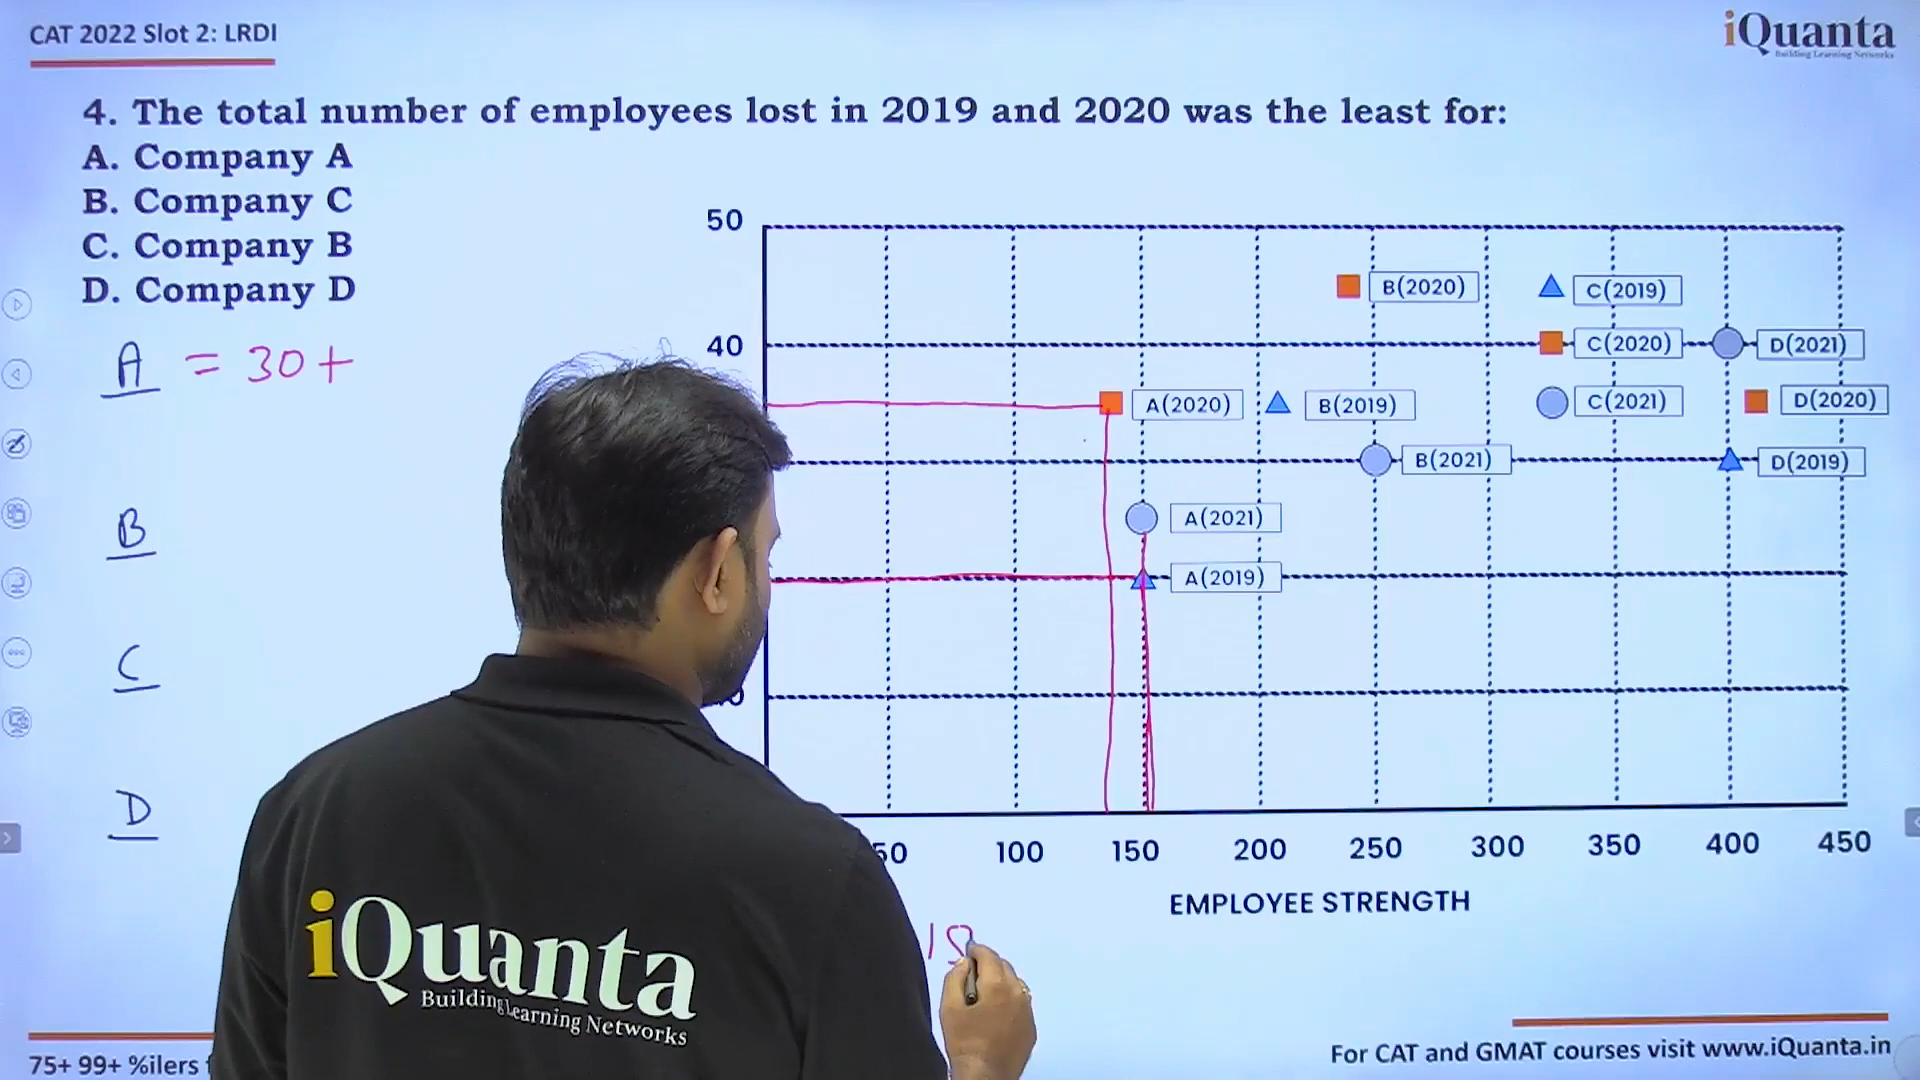 CAT 2022 Slot 2: LRDI
iQuanta
Building Learning Networks
4. The total number of employees lost in 2019 and 2020 was the least for:
A. Company A
B. Company C
C. Company B
D. Company D
A = 30 +
B
C
D
50
40
B(2020)
C(2019)
C(2020)
D(2021)
A(2020)
B(2019)
C(2021)
D(2020)
B(2021)
D(2019)
A(2021)
A(2019)
100
150
200
250
300
350
400
450
EMPLOYEE STRENGTH
iQuanta
Building Learning Networks
75+ 99+ %ilers
For CAT and GMAT courses visit www.iQuanta.in